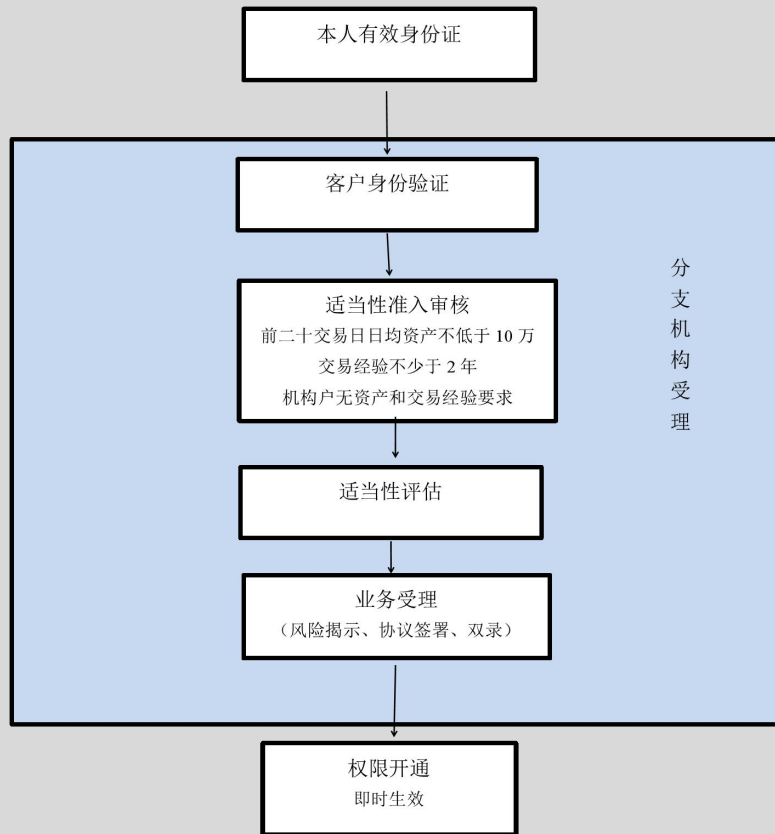 本人有效身份证
客户身份验证
适当性准入审核
前二十交易日日均资产不低于 10 万
交易经验不少于 2 年
机构户无资产和交易经验要求
适当性评估
业务受理
（风险揭示、协议签署、双录）
分支机构受理
权限开通
即时生效